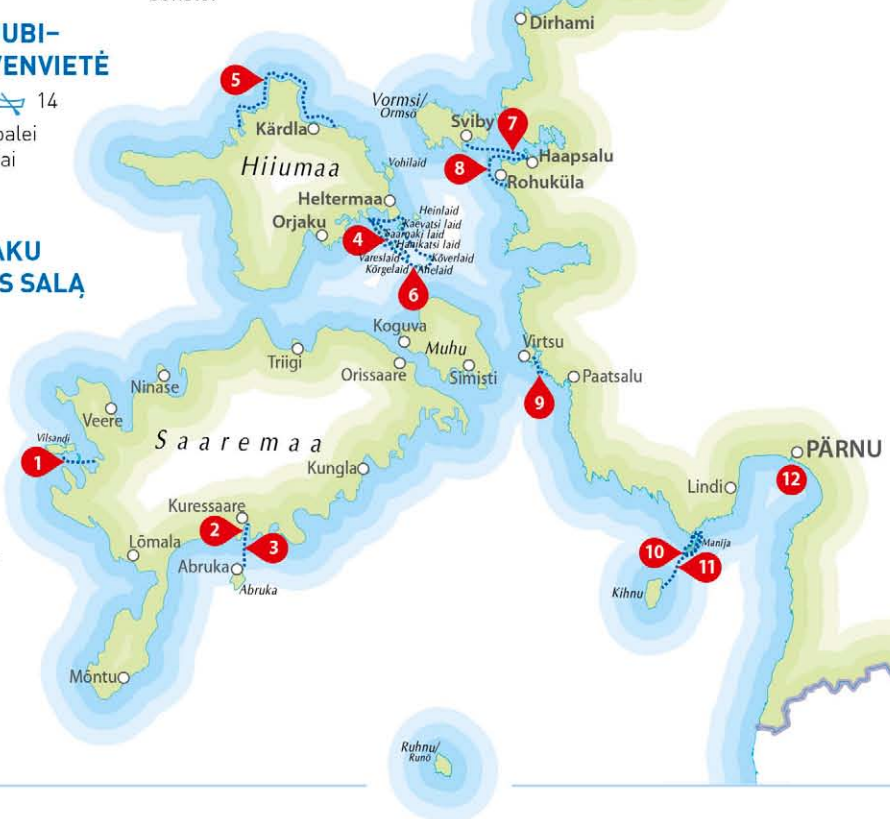 UBI–
VENVIETĖ
14
palei
ai
AKU
S SALĄ
Dirhami
5
Vormsi/
Ormsö
Sviby
7
Kärdla
Hiiumaa
Vohilaid
8
Haapsalu
Rohuküla
Heltermaa
Heinlaid
Orjaku
Kaevatsi laid
Saarnaki laid
4
Hanikatsi laid
Vareslaid
Kõverlaid
Kõrgelaid
Ahelaid
6
Koguva
Muhu
Virtsu
Triigi
Orissaare
Simisti
Paatsalu
Ninase
9
Veere
Vilsandi
Saaremaa
1
Kungla
PÄRNU
12
Lindi
Kuressaare
2
3
Lõmala
Abruka
Abruka
Manija
10
11
Kihnu
Mõntu
Ruhnu/
Runö